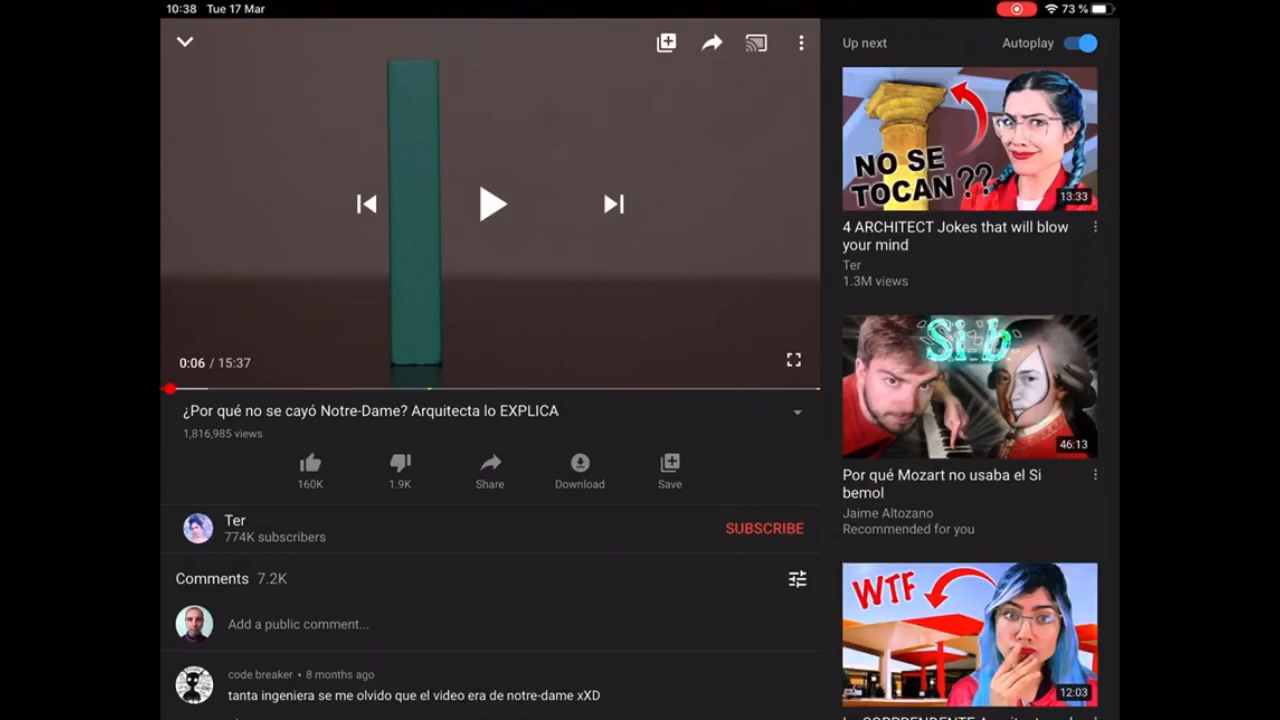 10:38 Tue 17 Mar
73 %
0:06 / 15:37
¿Por qué no se cayó Notre-Dame? Arquitecta lo EXPLICA
1,816,985 views
160K
1.9K
Share
Download
Save
Ter
774K subscribers
SUBSCRIBE
Comments 7.2K
Add a public comment...
code breaker • 8 months ago
tanta ingeniera se me olvido que el video era de notre-dame xXD
Up next
Autoplay
NO SE
TOCAN??
13:33
4 ARCHITECT Jokes that will blow
your mind
Ter
1.3M views
Si b
46:13
Por qué Mozart no usaba el Si
bemol
Jaime Altozano
Recommended for you
WTF
12:03